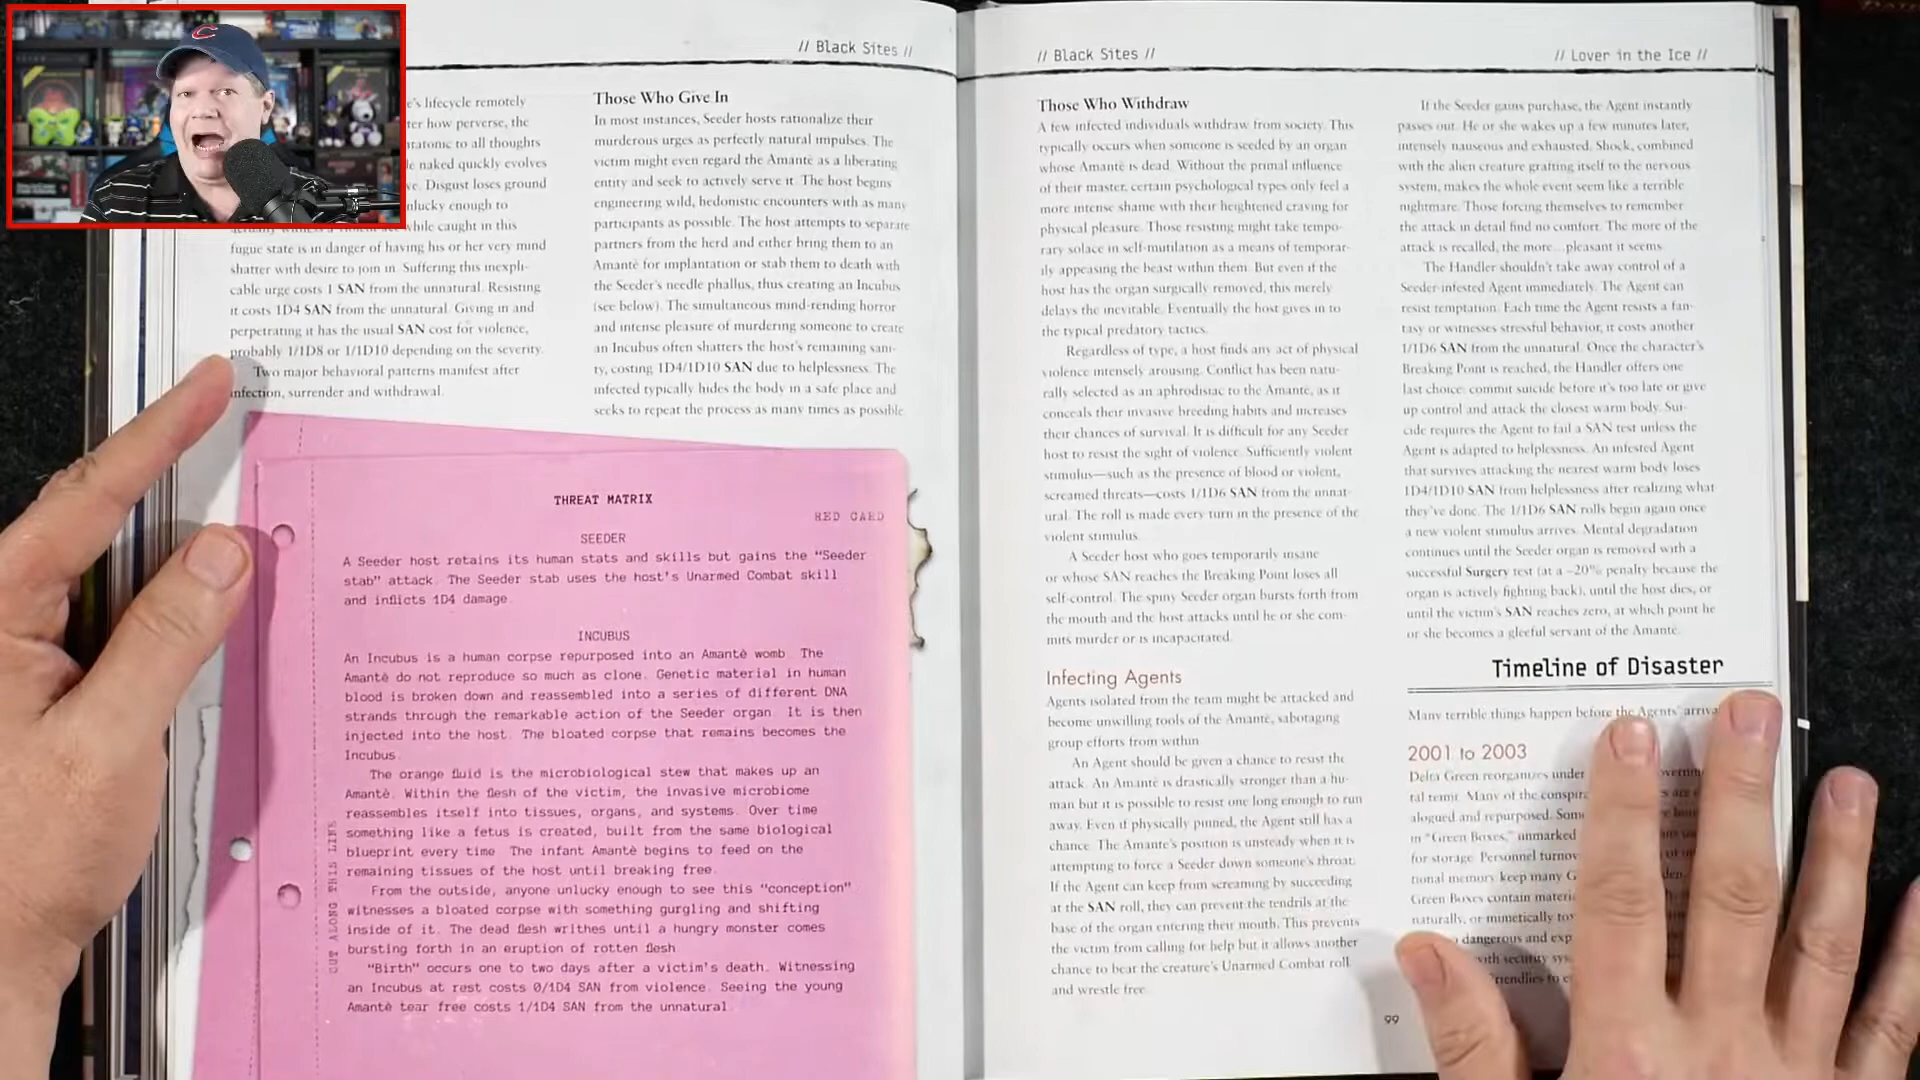 // Black Sites //
e's lifecycle remotely
ter how perverse, the
atatonic to all thoughts
le naked quickly evolves
ve. Disgust loses ground
nlucky enough to
while caught in this
fugue state is in danger of having his or her very mind
shatter with desire to join in. Suffering this inexpli-
cable urge costs 1 SAN from the unnatural. Resisting
it costs 1D4 SAN from the unnatural. Giving in and
perpetrating it has the usual SAN cost for violence,
probably 1/1D8 or 1/1D10 depending on the severity.
Two major behavioral patterns manifest after
infection, surrender and withdrawal.
Those Who Give In
In most instances, Seeder hosts rationalize their
murderous urges as perfectly natural impulses. The
victim might even regard the Amante as a liberating
entity and seek to actively serve it. The host begins
engineering wild, hedonistic encounters with as many
participants as possible. The host attempts to separate
partners from the herd and either bring them to an
Amantè for implantation or stab them to death with
the Seeder's needle phallus, thus creating an Incubus
(see below). The simultaneous mind-rending horror
and intense pleasure of murdering someone to create
an Incubus often shatters the host's remaining sani-
ty, costing 1D4/1D10 SAN due to helplessness. The
infected typically hides the body in a safe place and
seeks to repeat the process as many times as possible
THREAT MATRIX
RED CARD
SEEDER
A Seeder host retains its human stats and skills but gains the "Seeder
stab" attack. The Seeder stab uses the host's Unarmed Combat skill
and inflicts 1D4 damage.
INCUBUS
An Incubus is a human corpse repurposed into an Amantè womb. The
Amantè do not reproduce so much as clone. Genetic material in human
blood is broken down and reassembled into a series of different DNA
strands through the remarkable action of the Seeder organ. It is then
injected into the host. The bloated corpse that remains becomes the
Incubus.
The orange fluid is the microbiological stew that makes up an
Amantè. Within the flesh of the victim, the invasive microbiome
reassembles itself into tissues, organs, and systems. Over time
something like a fetus is created, built from the same biological
blueprint every time. The infant Amantè begins to feed on the
remaining tissues of the host until breaking free.
From the outside, anyone unlucky enough to see this "conception"
witnesses a bloated corpse with something gurgling and shifting
inside of it. The dead flesh writhes until a hungry monster comes
bursting forth in an eruption of rotten flesh
"Birth" occurs one to two days after a victim's death. Witnessing
an Incubus at rest costs 0/1D4 SAN from violence. Seeing the young
Amantè tear free costs 1/1D4 SAN from the unnatural.
CUT ALONG THIS LINE
// Black Sites //
// Lover in the Ice //
Those Who Withdraw
A few infected individuals withdraw from society. This
typically occurs when someone is seeded by an organ
whose Amantè is dead. Without the primal influence
of their master, certain psychological types only feel a
more intense shame with their heightened craving for
physical pleasure. Those resisting might take tempo-
rary solace in self-mutilation as a means of temporar-
ily appeasing the beast within them. But even if the
host has the organ surgically removed, this merely
delays the inevitable. Eventually the host gives in to
the typical predatory tactics.
Regardless of type, a host finds any act of physical
violence intensely arousing. Conflict has been natu-
rally selected as an aphrodisiac to the Amantè, as it
conceals their invasive breeding habits and increases
their chances of survival. It is difficult for any Seeder
host to resist the sight of violence. Sufficiently violent
stimulus—such as the presence of blood or violent,
screamed threats—costs 1/1D6 SAN from the unnat-
ural. The roll is made every turn in the presence of the
violent stimulus.
A Seeder host who goes temporarily insane
or whose SAN reaches the Breaking Point loses all
self-control. The spiny Seeder organ bursts forth from
the mouth and the host attacks until he or she com-
mits murder or is incapacitated.
Infecting Agents
Agents isolated from the team might be attacked and
become unwilling tools of the Amantè, sabotaging
group efforts from within
An Agent should be given a chance to resist the
attack. An Amantè is drastically stronger than a hu-
man but it is possible to resist one long enough to run
away. Even if physically pinned, the Agent still has a
chance. The Amante's position is unsteady when it is
attempting to force a Seeder down someone's throat.
If the Agent can keep from screaming by succeeding
at the SAN roll, they can prevent the tendrils at the
base of the organ entering their mouth. This prevents
the victim from calling for help but it allows another
chance to beat the creature's Unarmed Combat roll
and wrestle free.
If the Seeder gains purchase, the Agent instantly
passes out. He or she wakes up a few minutes later,
intensely nauseous and exhausted. Shock, combined
with the alien creature grafting itself to the nervous
system, makes the whole event seem like a terrible
nightmare. Those forcing themselves to remember
the attack in detail find no comfort. The more of the
attack is recalled, the more…pleasant it seems.
The Handler shouldn't take away control of a
Seeder-infested Agent immediately. The Agent can
resist temptation. Each time the Agent resists a fan-
tasy or witnesses stressful behavior, it costs another
1/1D6 SAN from the unnatural. Once the character's
Breaking Point is reached, the Handler offers one
last choice: commit suicide before it's too late or give
up control and attack the closest warm body. Sui-
cide requires the Agent to fail a SAN test unless the
Agent is adapted to helplessness. An infested Agent
that survives attacking the nearest warm body loses
1D4/1D10 SAN from helplessness after realizing what
they've done. The 1/1D6 SAN rolls begin again once
a new violent stimulus arrives. Mental degradation
continues until the Seeder organ is removed with a
successful Surgery test (at a −20% penalty because the
organ is actively fighting back), until the host dies, or
until the victim's SAN reaches zero, at which point he
or she becomes a gleeful servant of the Amante.
Timeline of Disaster
Many terrible things happen before the Agents' arriva
2001 to 2003
Delta Green reorganizes under
tal remit. Many of the conspira
alogued and repurposed. Som
in "Green Boxes," unmarked
for storage. Personnel turnov
tional memory keep many G
Green Boxes contain materi
naturally, or mimetically tox
dangerous and exp
with security sys
Friendlies to e
99